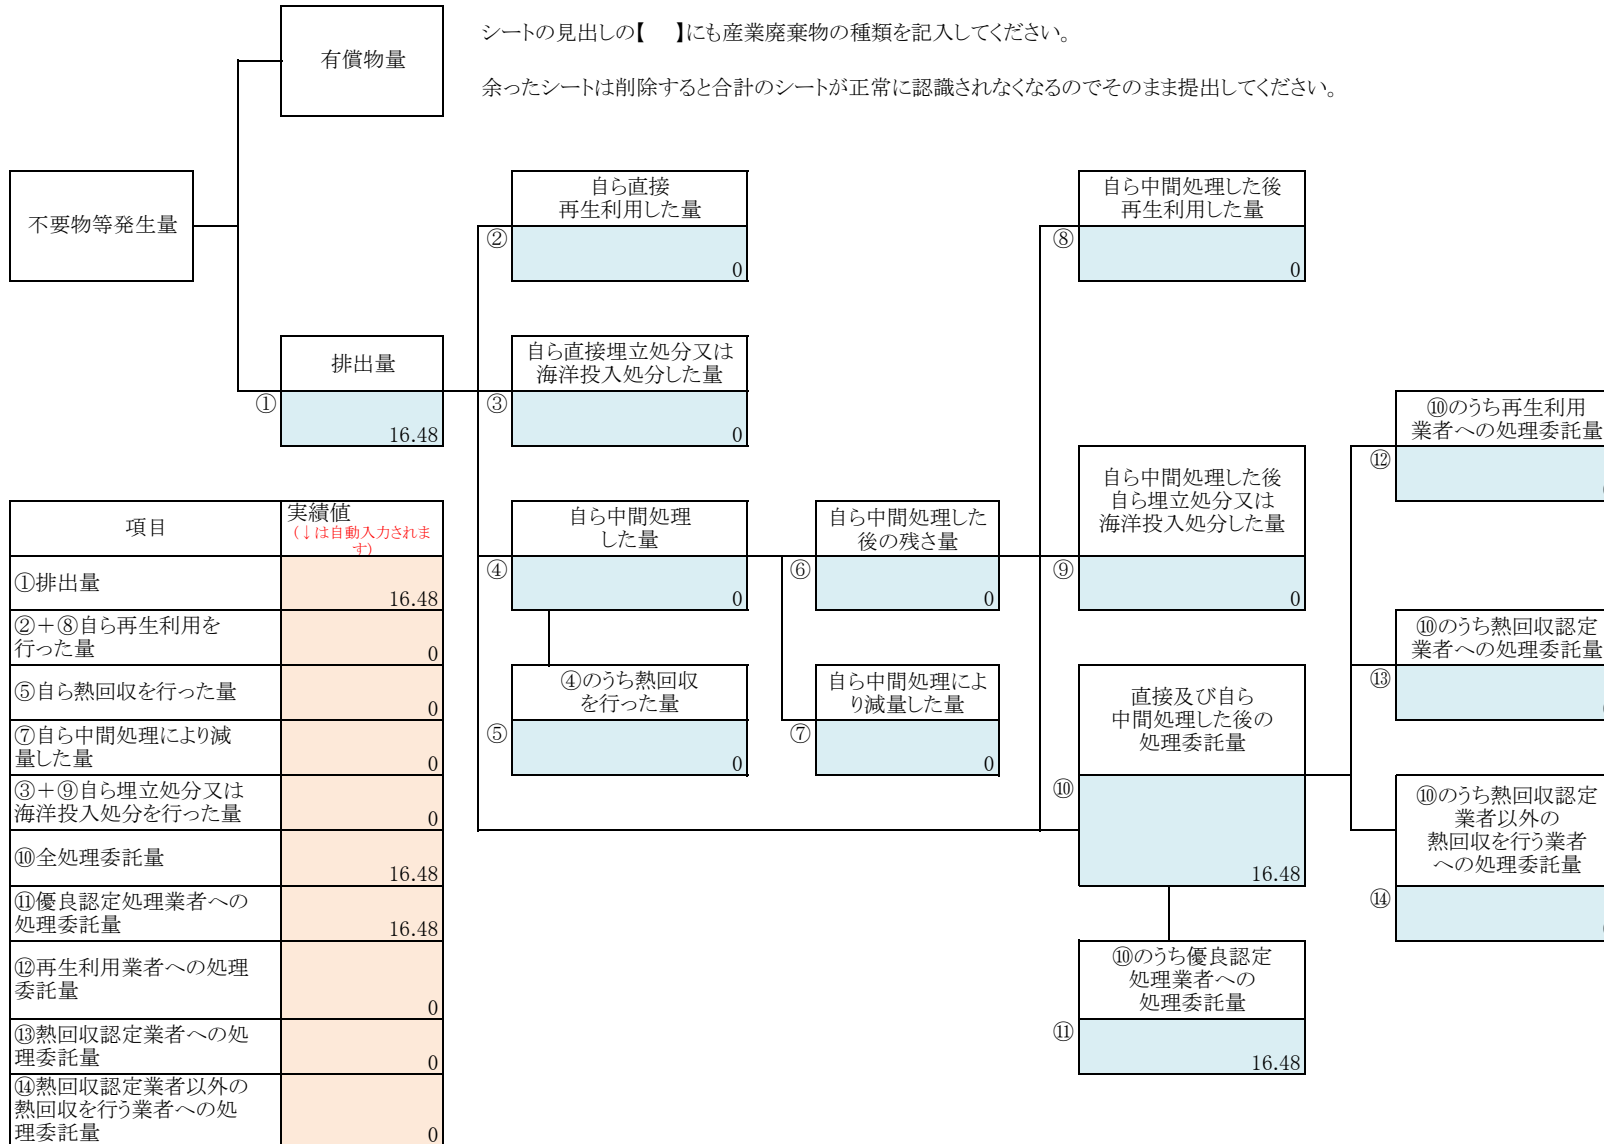 有償物量
シートの見出しの【　】にも産業廃棄物の種類を記入してください。
余ったシートは削除すると合計のシートが正常に認識されなくなるのでそのまま提出してください。
不要物等発生量
自ら直接
再生利用した量
②
0
自ら中間処理した後
再生利用した量
⑧
0
排出量
①
16.48
自ら直接埋立処分又は
海洋投入処分した量
③
0
⑩のうち再生利用
業者への処理委託量
⑫
自ら中間処理
した量
④
0
自ら中間処理した
後の残さ量
⑥
0
自ら中間処理した後
自ら埋立処分又は
海洋投入処分した量
⑨
0
⑩のうち熱回収認定
業者への処理委託量
⑬
④のうち熱回収
を行った量
⑤
0
自ら中間処理によ
り減量した量
⑦
0
直接及び自ら
中間処理した後の
処理委託量
⑩
16.48
⑩のうち熱回収認定
業者以外の
熱回収を行う業者
への処理委託量
⑭
⑩のうち優良認定
処理業者への
処理委託量
⑪
16.48
項目
実績値
(↓は自動入力されま
す)
①排出量
16.48
②+⑧自ら再生利用を
行った量
0
⑤自ら熱回収を行った量
0
⑦自ら中間処理により減
量した量
0
③+⑨自ら埋立処分又は
海洋投入処分を行った量
0
⑩全処理委託量
16.48
⑪優良認定処理業者への
処理委託量
16.48
⑫再生利用業者への処理
委託量
0
⑬熱回収認定業者への処
理委託量
0
⑭熱回収認定業者以外の
熱回収を行う業者への処
理委託量
0